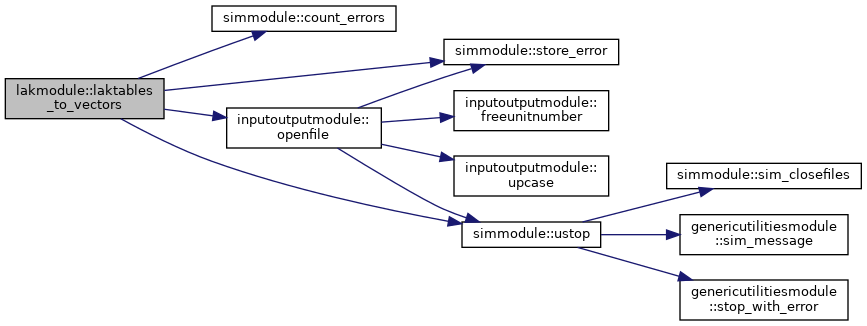 lakmodule::laktables
_to_vectors
simmodule::count_errors
inputoutputmodule::
openfile
simmodule::store_error
inputoutputmodule::
freeunitnumber
inputoutputmodule::
upcase
simmodule::ustop
simmodule::sim_closefiles
genericutilitiesmodule
::sim_message
genericutilitiesmodule
::stop_with_error